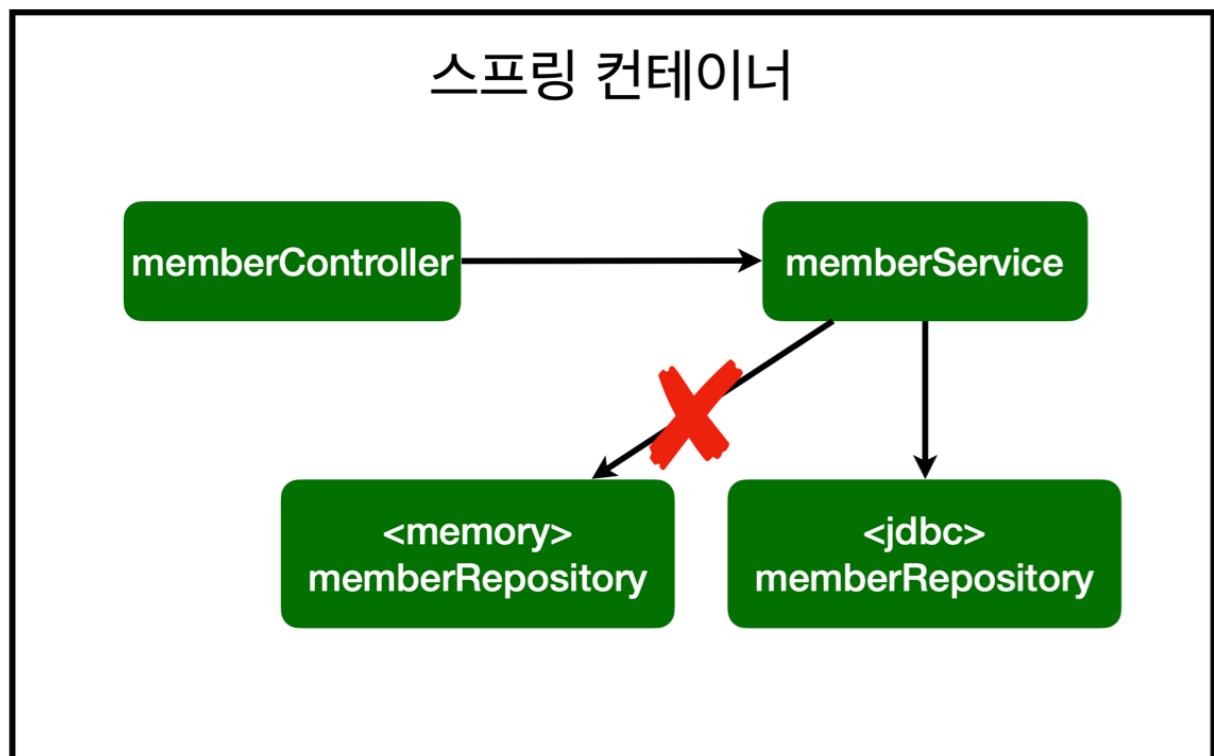 스프링 컨테이너
memberController
memberService
<memory>
memberRepository
<jdbc>
memberRepository